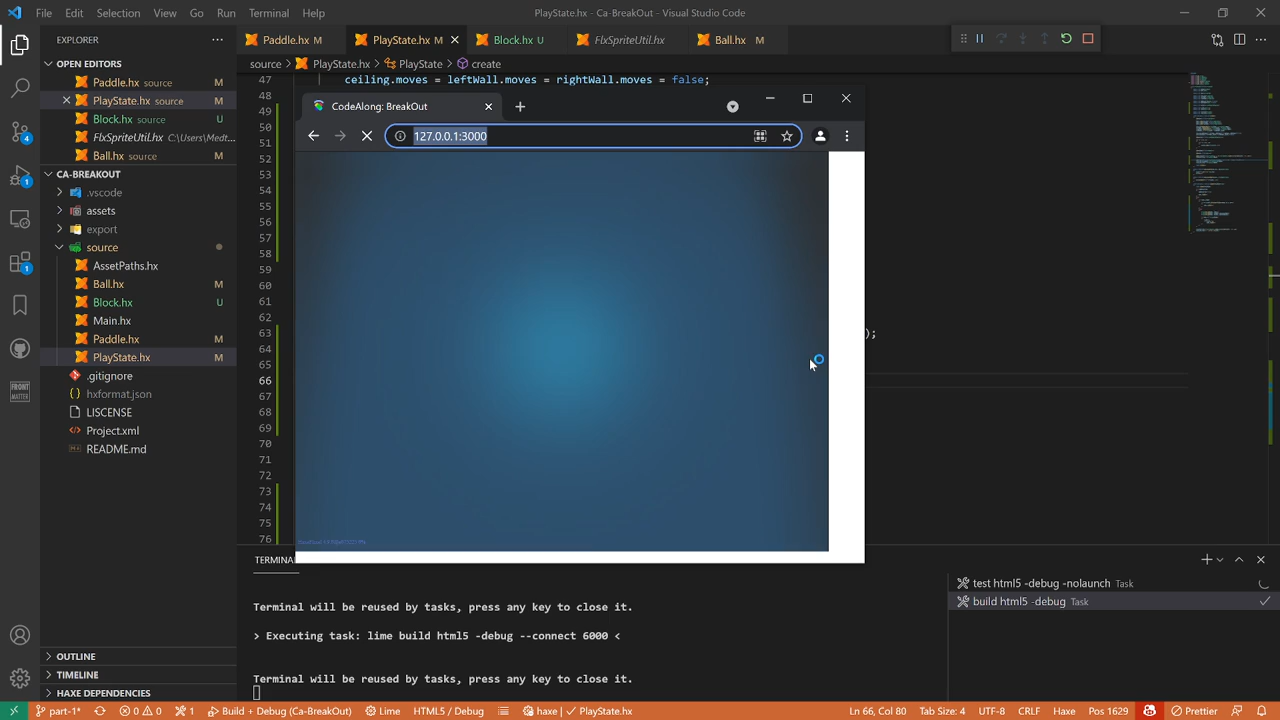 File Edit Selection View Go Run Terminal Help
PlayState.hx - Ca-BreakOut - Visual Studio Code
EXPLORER
Paddle.hx M
PlayState.hx M
Block.hx U
FlxSpriteUtil.hx
Ball.hx M
OPEN EDITORS
Paddle.hx source M
PlayState.hx source M
Block.hx source U
FlxSpriteUtil.hx C:\Users\Medt...
Ball.hx source M
CA-BREAKOUT
.vscode
assets
export
source
AssetPaths.hx
Ball.hx M
Block.hx U
Main.hx
Paddle.hx M
PlayState.hx M
.gitignore
hxformat.json
LISCENSE
Project.xml
README.md
OUTLINE
TIMELINE
HAXE DEPENDENCIES
4
1
1
FRONT
MATTER
source > PlayState.hx > PlayState > create
47 ceiling.moves = leftWall.moves = rightWall.moves = false;
48
49
50
51
52
53
54
55
56
57
58
59
60
61
62
63 );
64
65
66
67
68
69
70
71
72
73
74
75
76
CodeAlong: BreakOut
127.0.0.1:3000
TERMINA
Terminal will be reused by tasks, press any key to close it.
> Executing task: lime build html5 -debug --connect 6000 <
Terminal will be reused by tasks, press any key to close it.
test html5 -debug -nolaunch Task
build html5 -debug Task
part-1* 0 0 1 Build + Debug (Ca-BreakOut) Lime HTML5 / Debug haxe PlayState.hx
Ln 66, Col 80 Tab Size: 4 UTF-8 CRLF Haxe Pos 1629 Prettier